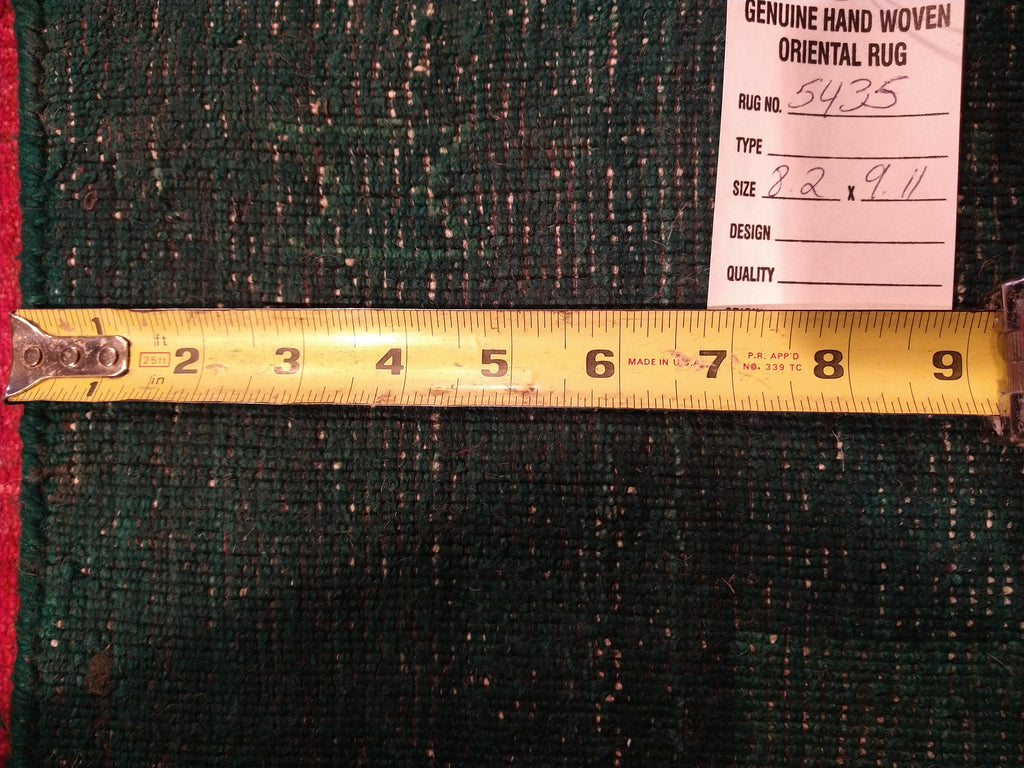 GENUINE HAND WOVEN
ORIENTAL RUG
RUG NO. 5435
TYPE
SIZE 8.2 X 9.11
DESIGN
QUALITY
1 ft
25ft 2 3 4 5 6 MADE IN U.S.A. 7 P.R. APP'D 8 9
in NO. 339 TC
1